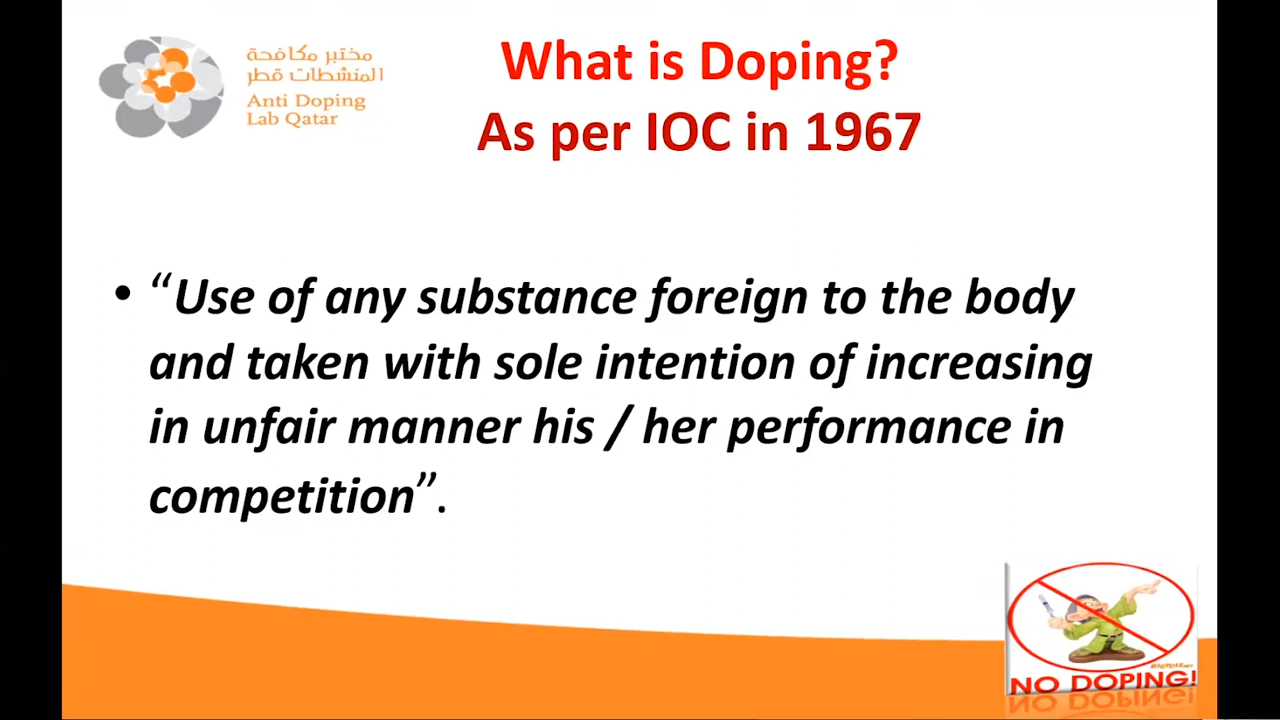 مختبر مكافحة
المنشطات قطر
Anti Doping
Lab Qatar
What is Doping?
As per IOC in 1967
• “Use of any substance foreign to the body
and taken with sole intention of increasing
in unfair manner his / her performance in
competition”.
NO DOPING!